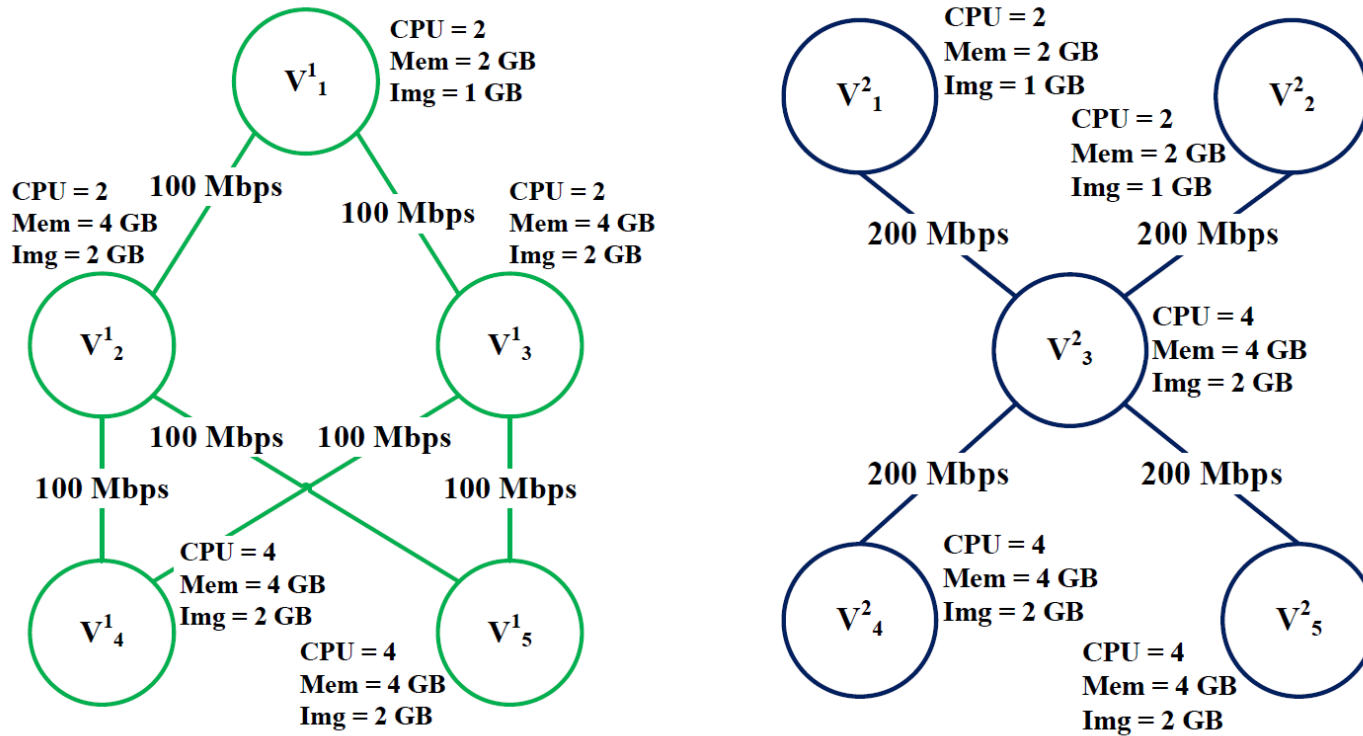 CPU = 2
Mem = 2 GB
Img = 1 GB
V¹₁
100 Mbps
100 Mbps
CPU = 2
Mem = 4 GB
Img = 2 GB
CPU = 2
Mem = 4 GB
Img = 2 GB
V¹₂
V¹₃
100 Mbps
100 Mbps
100 Mbps
100 Mbps
CPU = 4
Mem = 4 GB
Img = 2 GB
V¹₄
V¹₅
CPU = 4
Mem = 4 GB
Img = 2 GB
CPU = 2
Mem = 2 GB
Img = 1 GB
V²₁
V²₂
CPU = 2
Mem = 2 GB
Img = 1 GB
200 Mbps
200 Mbps
V²₃
CPU = 4
Mem = 4 GB
Img = 2 GB
200 Mbps
200 Mbps
CPU = 4
Mem = 4 GB
Img = 2 GB
V²₄
V²₅
CPU = 4
Mem = 4 GB
Img = 2 GB